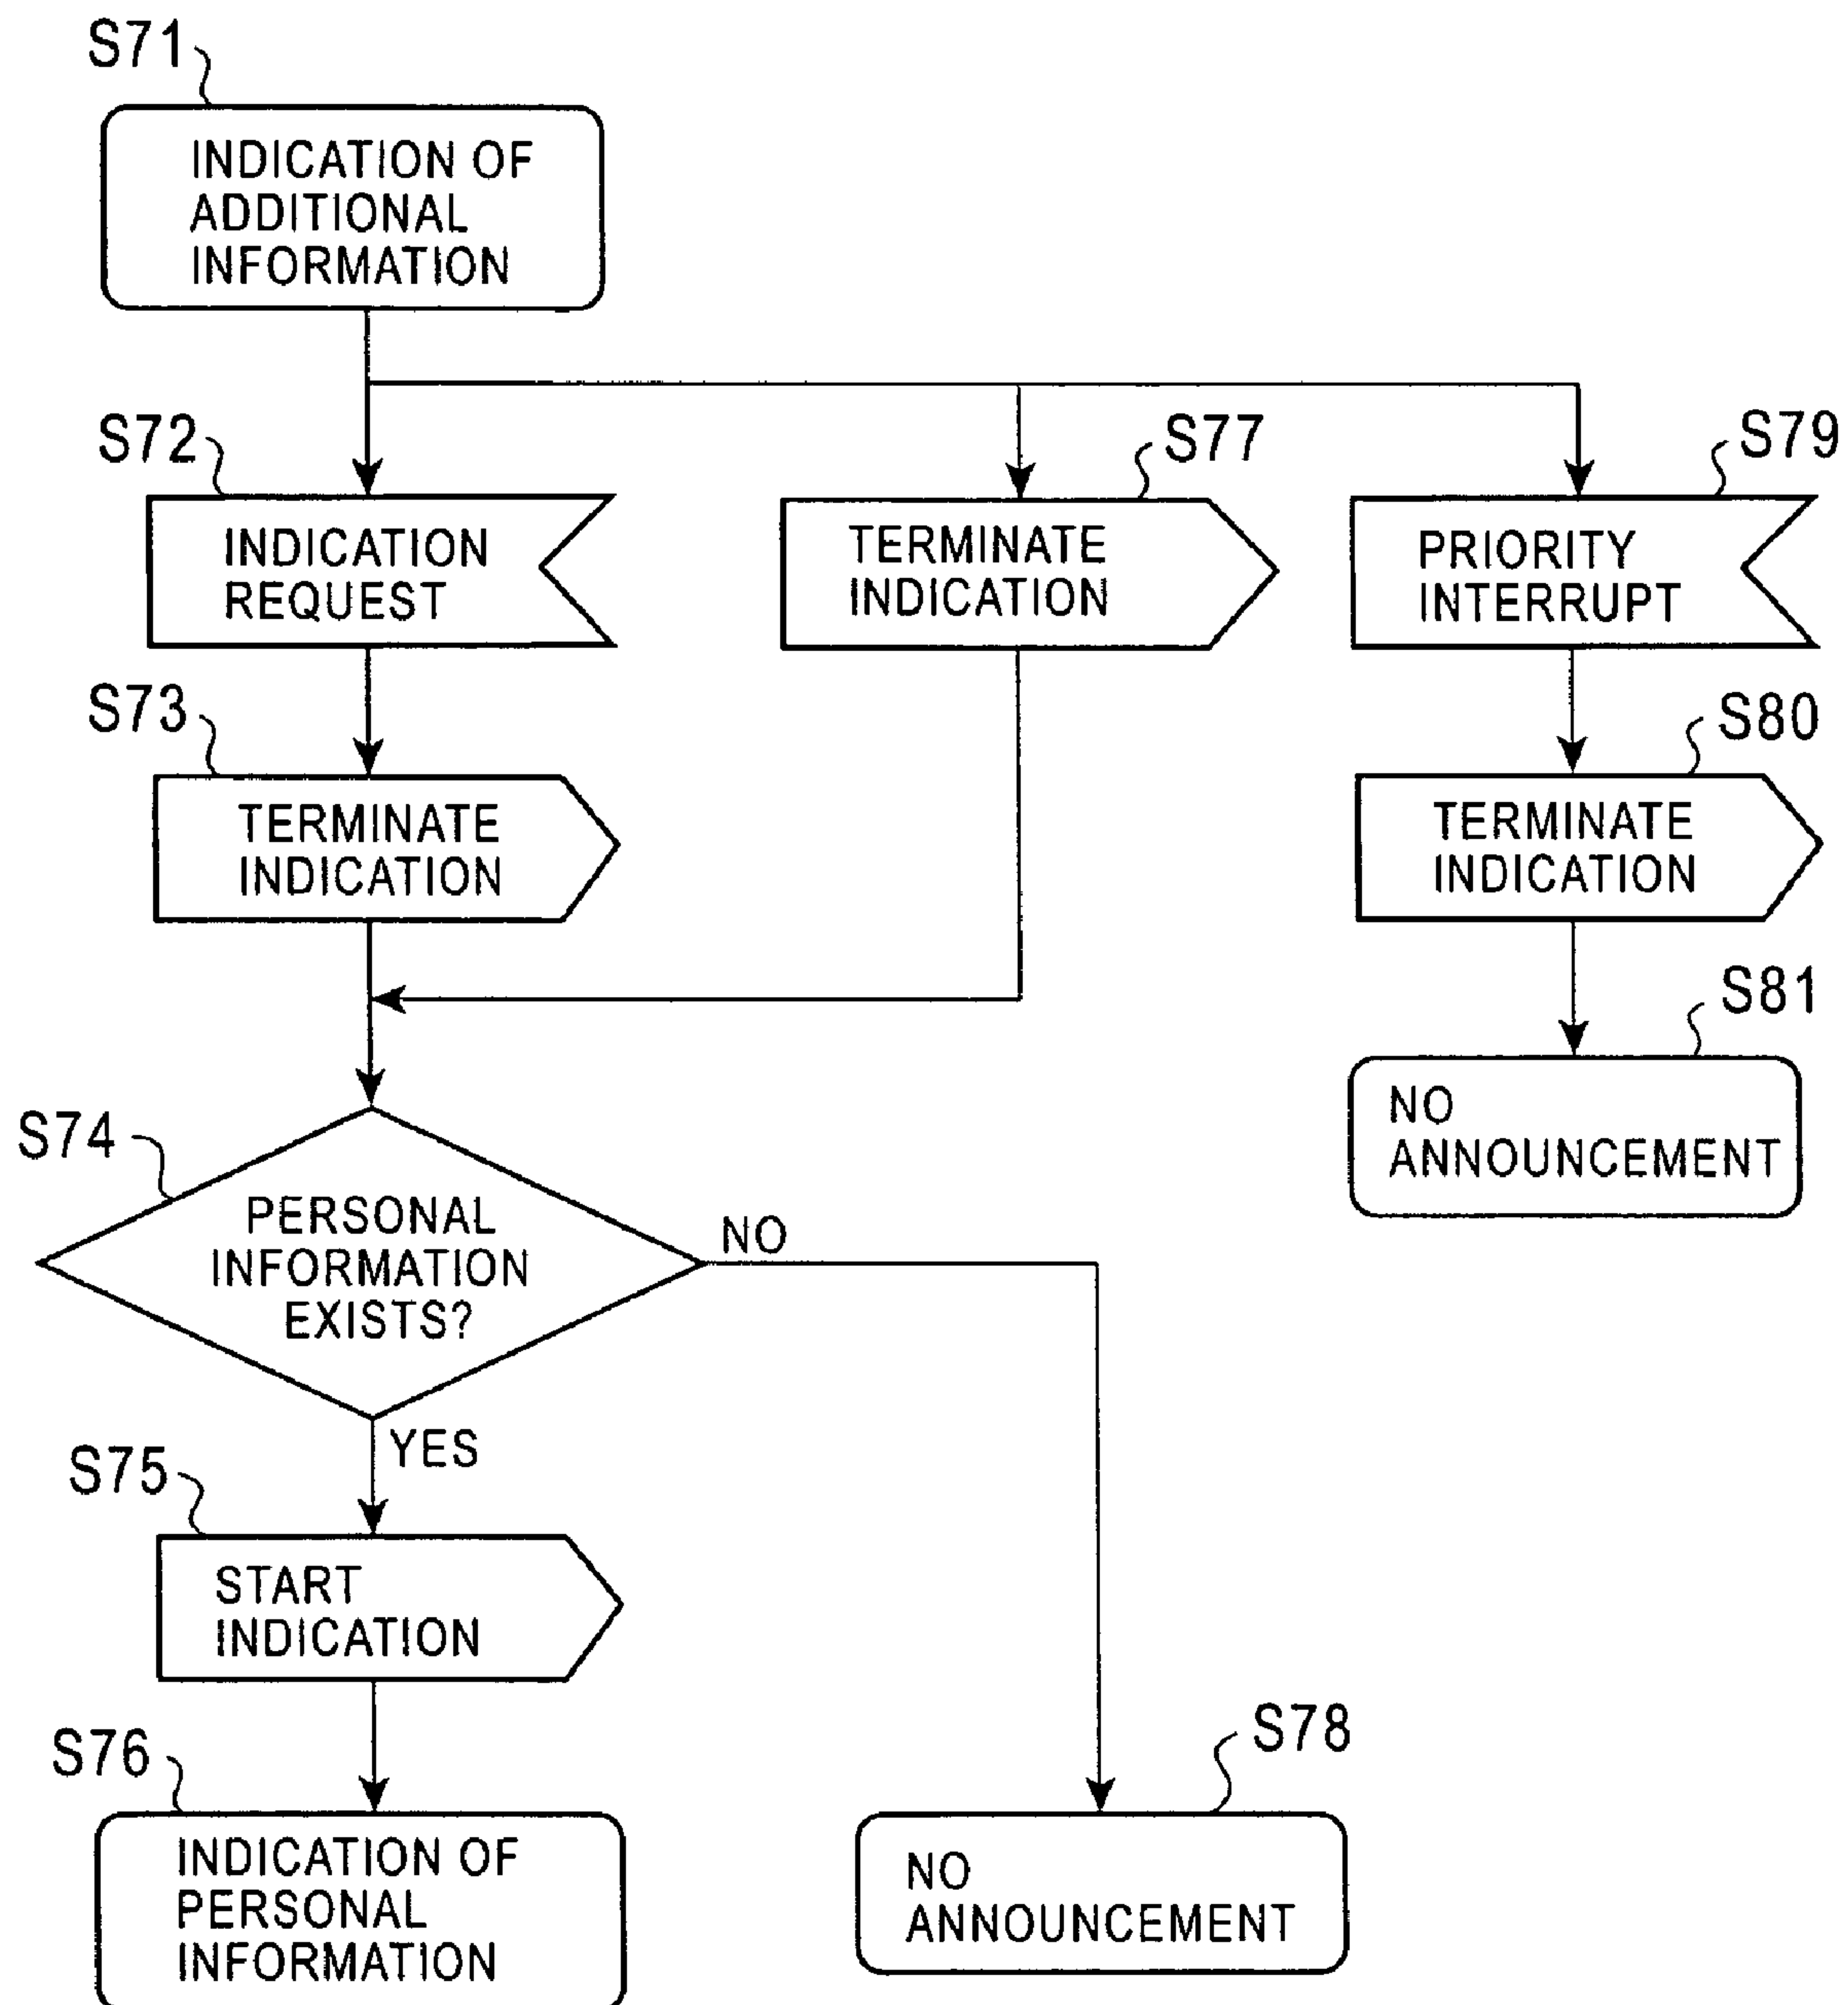 S71
INDICATION OF
ADDITIONAL
INFORMATION
S72
INDICATION
REQUEST
S77
TERMINATE
INDICATION
S79
PRIORITY
INTERRUPT
S73
TERMINATE
INDICATION
S80
TERMINATE
INDICATION
S81
NO
ANNOUNCEMENT
S74
PERSONAL
INFORMATION
EXISTS?
NO
YES
S75
START
INDICATION
S76
INDICATION OF
PERSONAL
INFORMATION
S78
NO
ANNOUNCEMENT